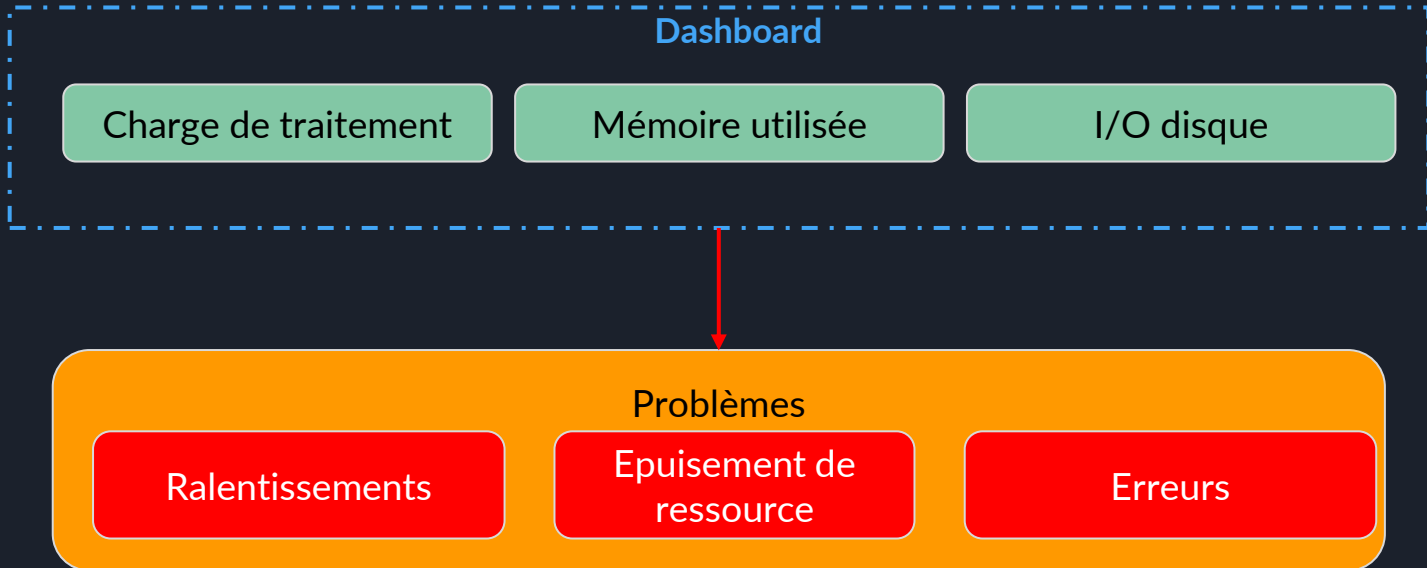 Dashboard
Charge de traitement
Mémoire utilisée
I/O disque
Problèmes
Ralentissements
Epuisement de
ressource
Erreurs